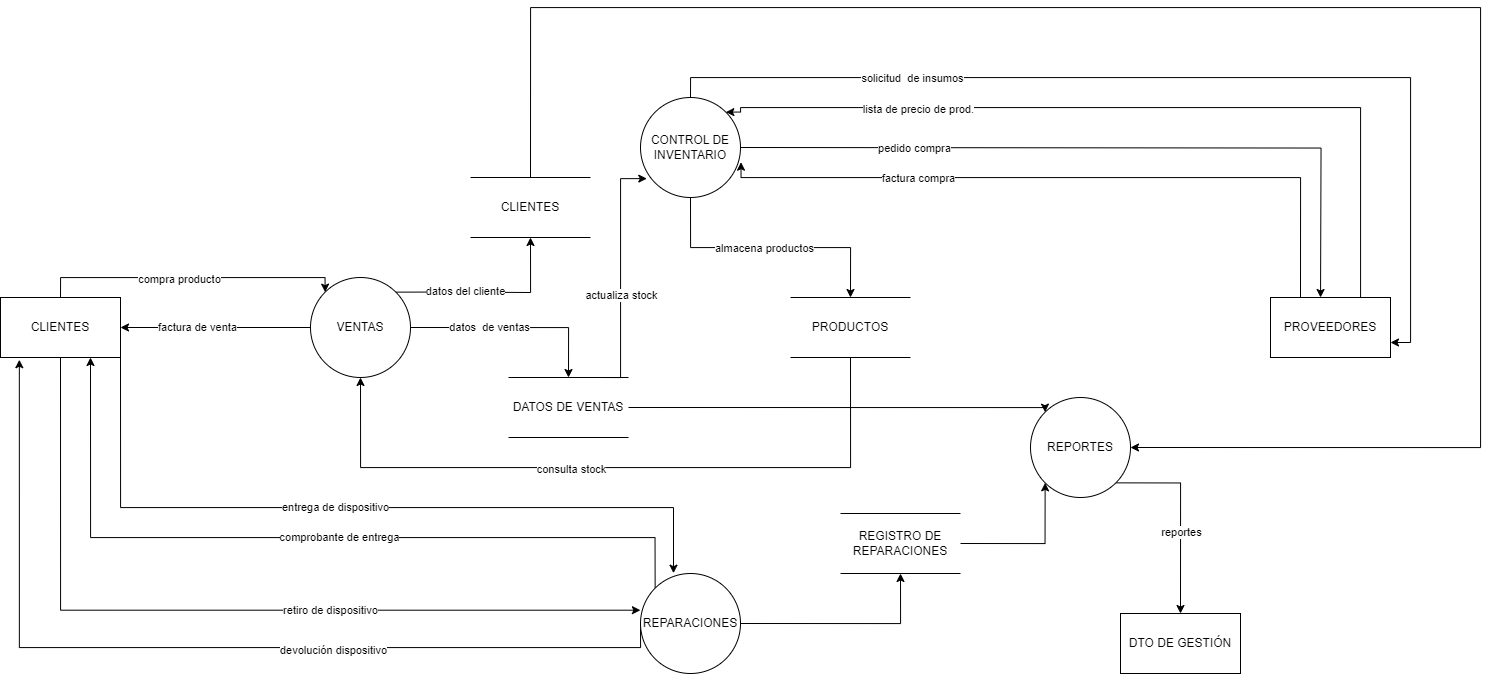 solicitud  de insumos
lista de precio de prod.
CONTROL DE
INVENTARIO
pedido compra
factura compra
CLIENTES
almacena productos
compra producto
datos del cliente
actualiza stock
CLIENTES
factura de venta
VENTAS
datos  de ventas
PRODUCTOS
PROVEEDORES
DATOS DE VENTAS
REPORTES
consulta stock
entrega de dispositivo
comprobante de entrega
REGISTRO DE
REPARACIONES
reportes
retiro de dispositivo
REPARACIONES
devolución dispositivo
DTO DE GESTIÓN